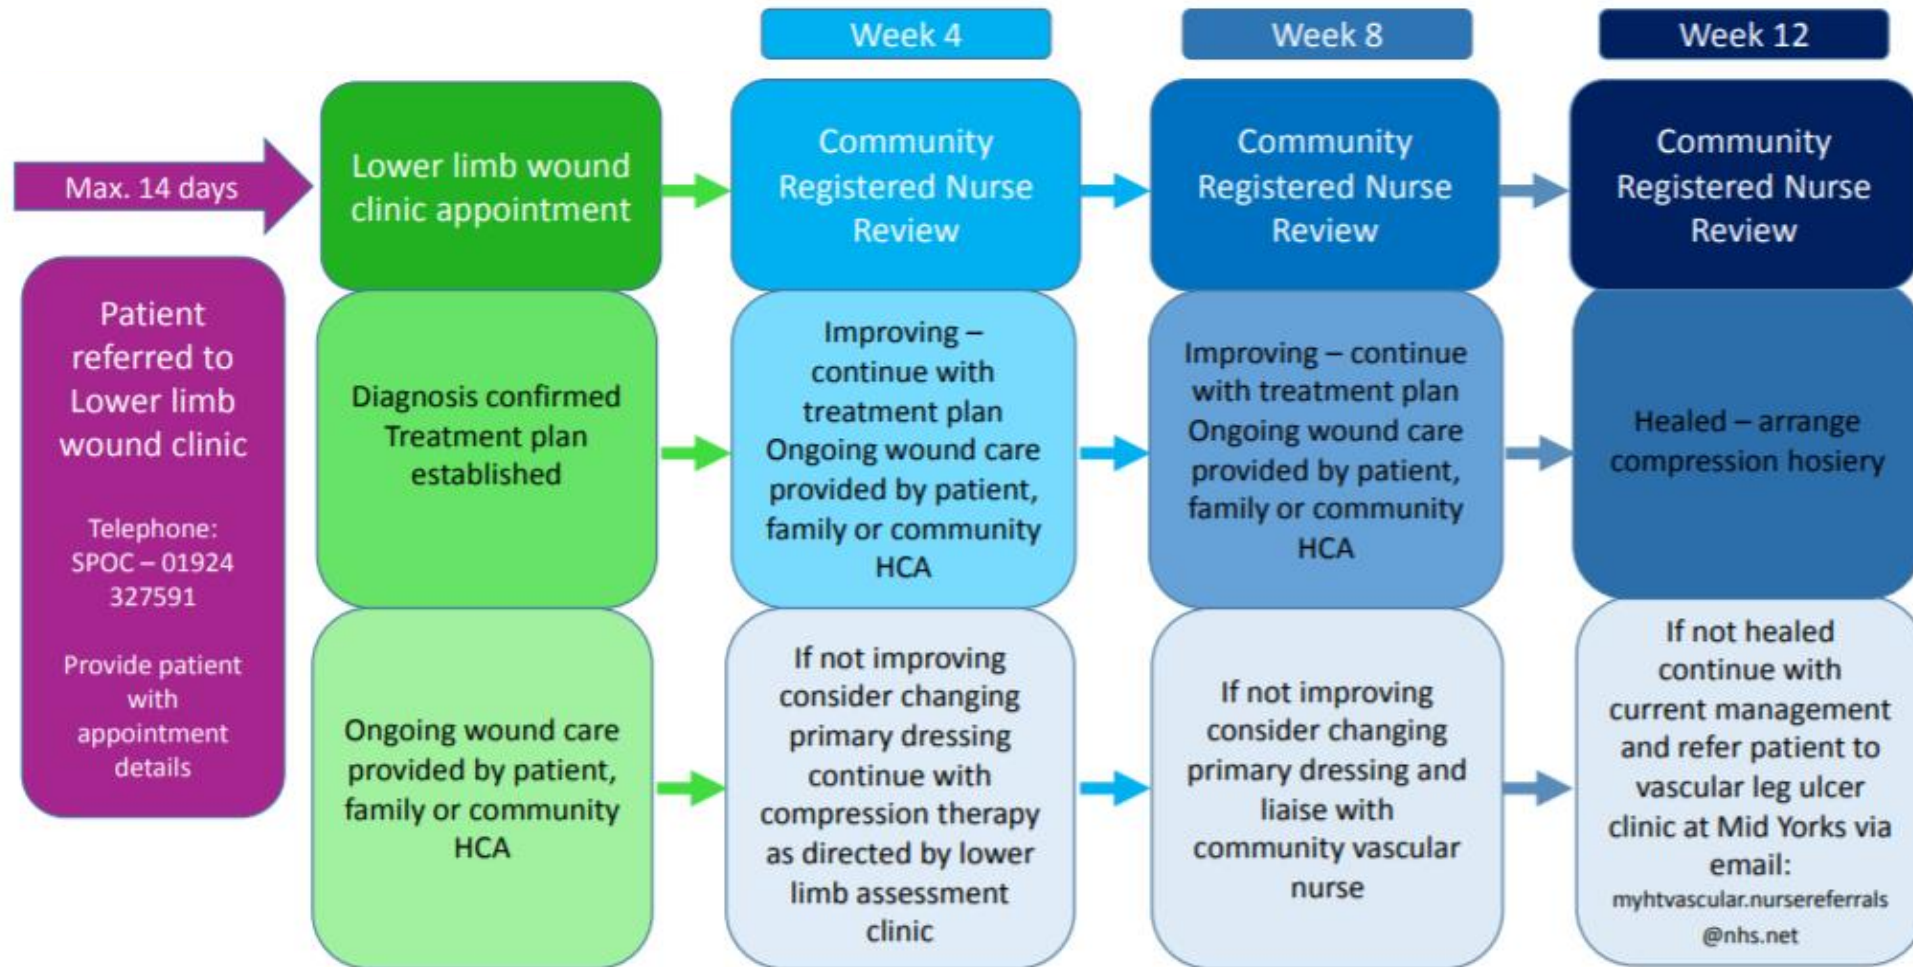 Week 4
Week 8
Week 12
Max. 14 days
Lower limb wound
clinic appointment
Community
Registered Nurse
Review
Community
Registered Nurse
Review
Community
Registered Nurse
Review
Patient
referred to
Lower limb
wound clinic
Telephone:
SPOC – 01924
327591
Provide patient
with
appointment
details
Diagnosis confirmed
Treatment plan
established
Improving –
continue with
treatment plan
Ongoing wound care
provided by patient,
family or community
HCA
Improving – continue
with treatment plan
Ongoing wound care
provided by patient,
family or community
HCA
Healed – arrange
compression hosiery
Ongoing wound care
provided by patient,
family or community
HCA
If not improving
consider changing
primary dressing
continue with
compression therapy
as directed by lower
limb assessment
clinic
If not improving
consider changing
primary dressing and
liaise with
community vascular
nurse
If not healed
continue with
current management
and refer patient to
vascular leg ulcer
clinic at Mid Yorks via
email:
myhtvascular.nursereferrals
@nhs.net